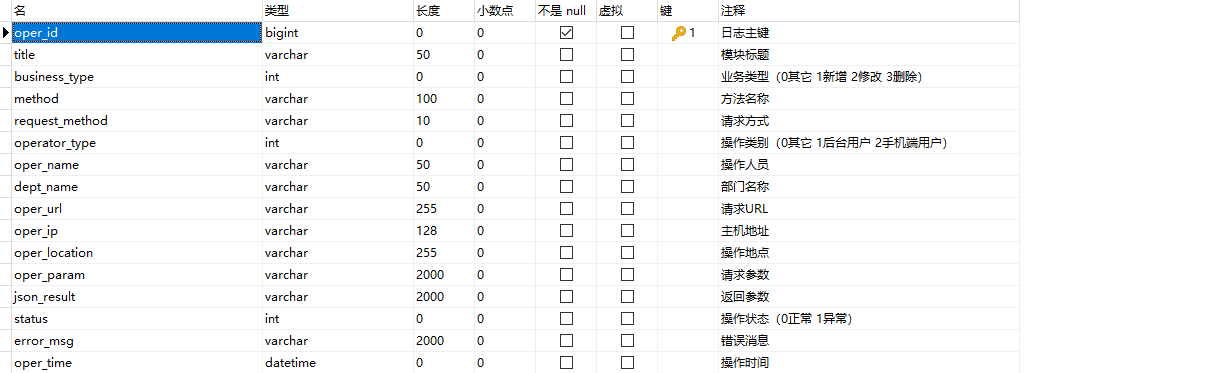 名 类型 长度 小数点 不是 null 虚拟 键 注释
oper_id bigint 0 0 1 日志主键
title varchar 50 0 模块标题
business_type int 0 0 业务类型（0其它 1新增 2修改 3删除）
method varchar 100 0 方法名称
request_method varchar 10 0 请求方式
operator_type int 0 0 操作类别（0其它 1后台用户 2手机端用户）
oper_name varchar 50 0 操作人员
dept_name varchar 50 0 部门名称
oper_url varchar 255 0 请求URL
oper_ip varchar 128 0 主机地址
oper_location varchar 255 0 操作地点
oper_param varchar 2000 0 请求参数
json_result varchar 2000 0 返回参数
status int 0 0 操作状态（0正常 1异常）
error_msg varchar 2000 0 错误消息
oper_time datetime 0 0 操作时间